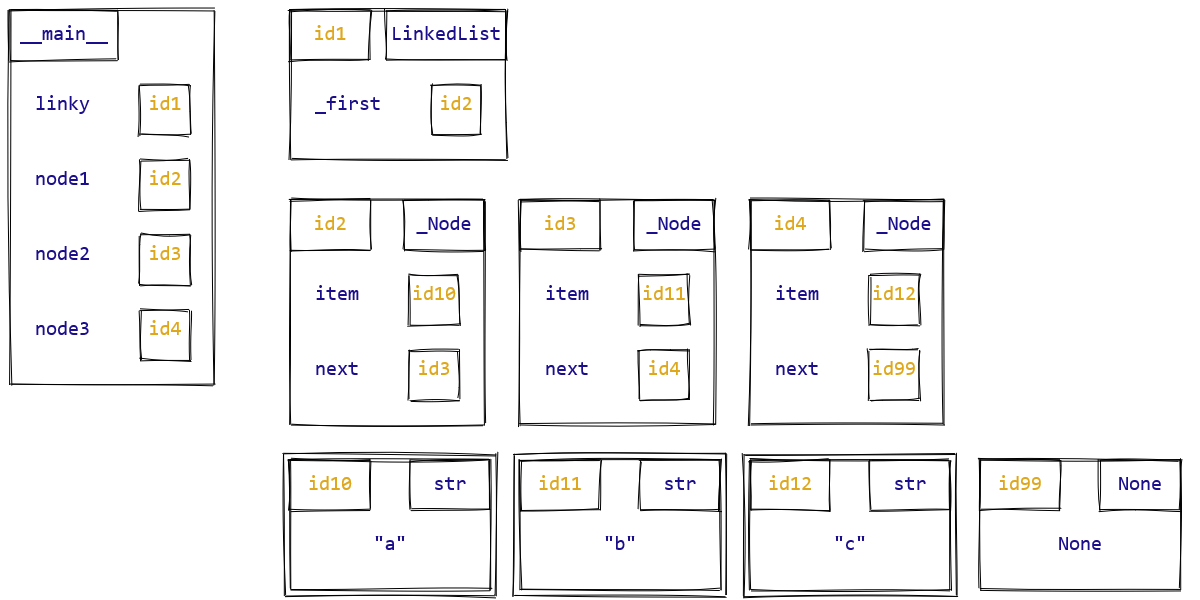 __main__
linky id1
node1 id2
node2 id3
node3 id4
id1 LinkedList
_first id2
id2 _Node
item id10
next id3
id3 _Node
item id11
next id4
id4 _Node
item id12
next id99
id10 str
"a"
id11 str
"b"
id12 str
"c"
id99 None
None